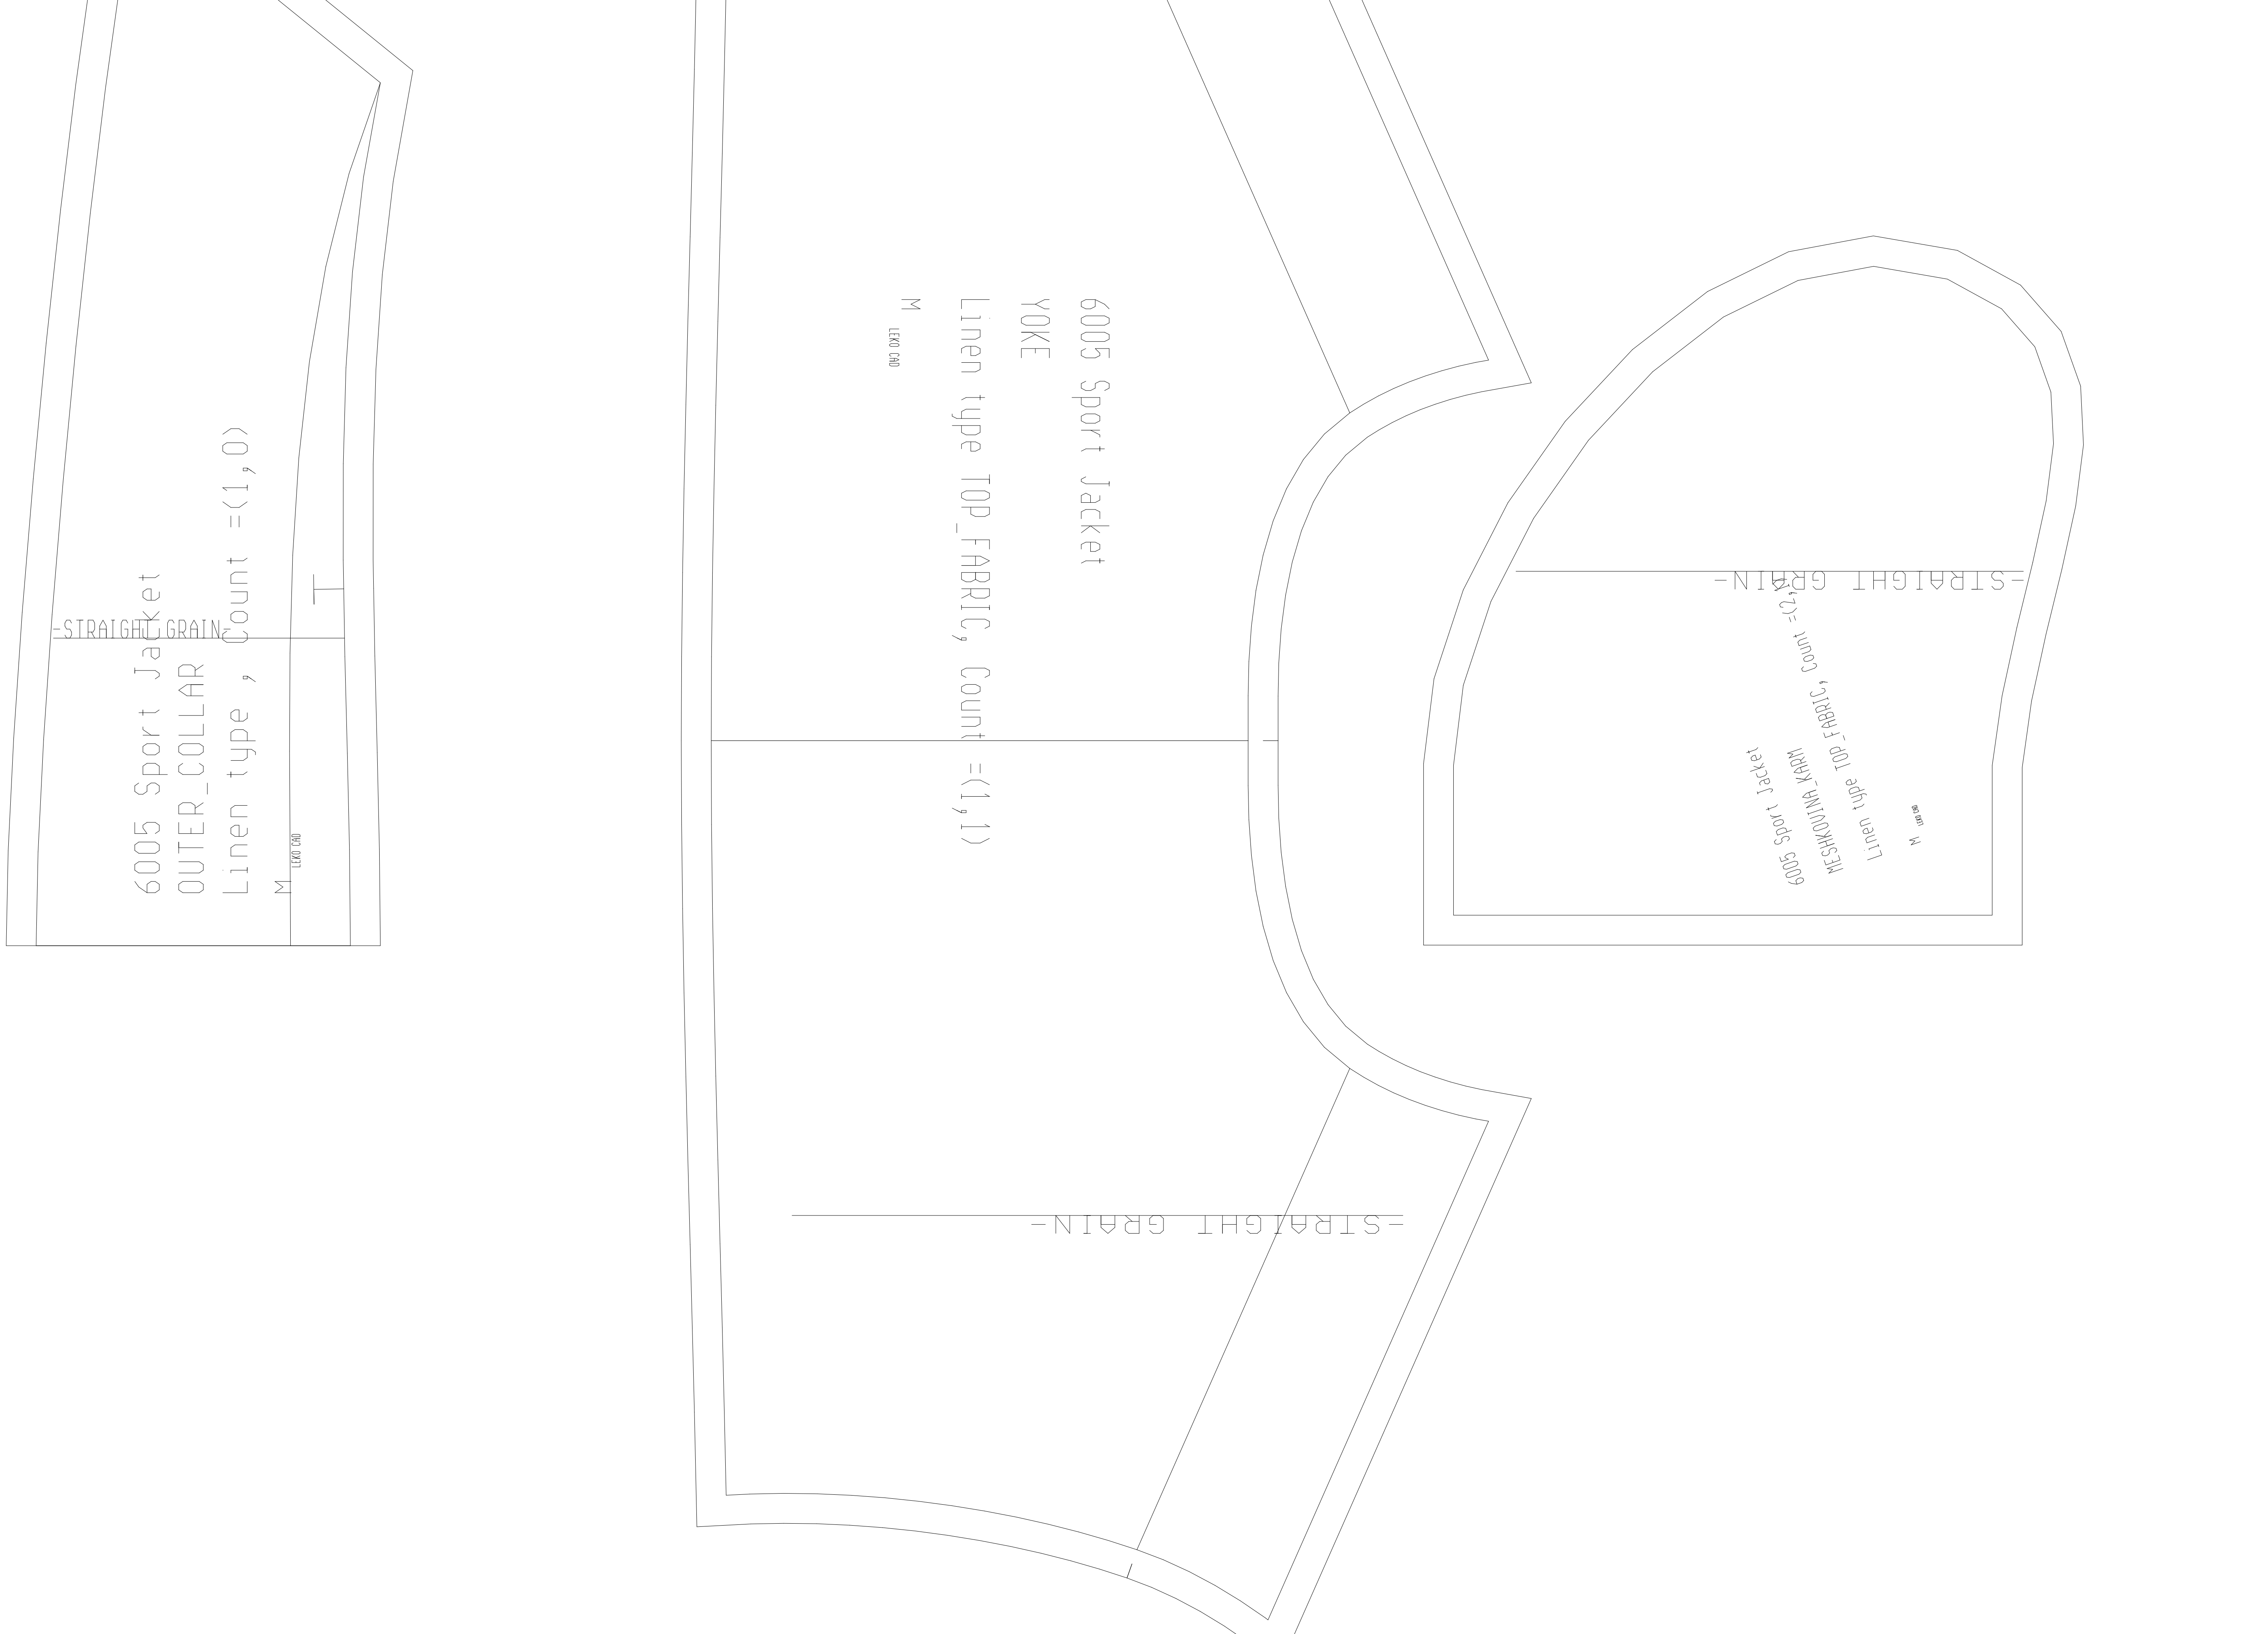 6005 Sport Jacket
OUTER_COLLAR
Linen type , Count =(1,0)
M
LEKO CAD
-STRAIGHT GRAIN-
6005 Sport Jacket
YOKE
Linen type TOP_FABRIC, Count =(1,1)
M
LEKO CAD
-STRAIGHT GRAIN-
6005 Sport Jacket
MESHKOVINA_KARM
Linen type TOP_FABRIC, Count =(2,
M
LEKO CAD
-STRAIGHT GRAIN-